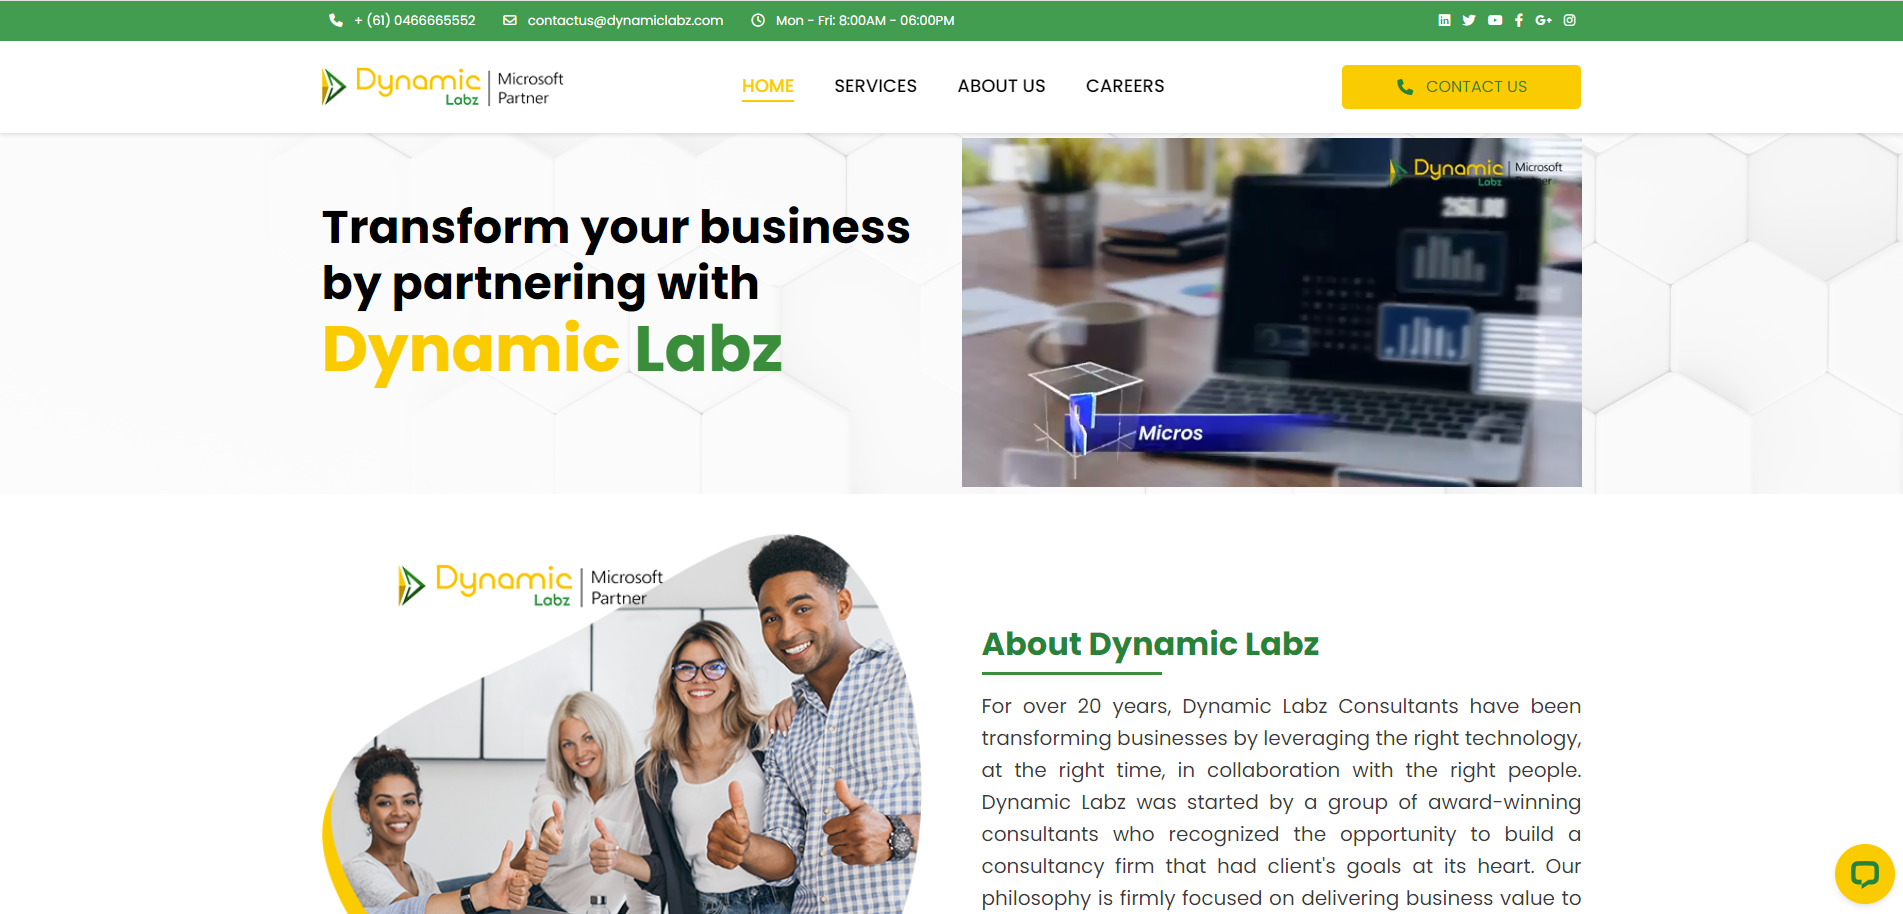 + (61) 0466665552 contactus@dynamiclabz.com Mon - Fri: 8:00AM - 06:00PM
Dynamic Labz Microsoft Partner
HOME SERVICES ABOUT US CAREERS
CONTACT US
Transform your business
by partnering with
Dynamic Labz
Dynamic Labz Microsoft Partner
Micros
Dynamic Labz Microsoft Partner
About Dynamic Labz
For over 20 years, Dynamic Labz Consultants have been
transforming businesses by leveraging the right technology,
at the right time, in collaboration with the right people.
Dynamic Labz was started by a group of award-winning
consultants who recognized the opportunity to build a
consultancy firm that had client's goals at its heart. Our
philosophy is firmly focused on delivering business value to